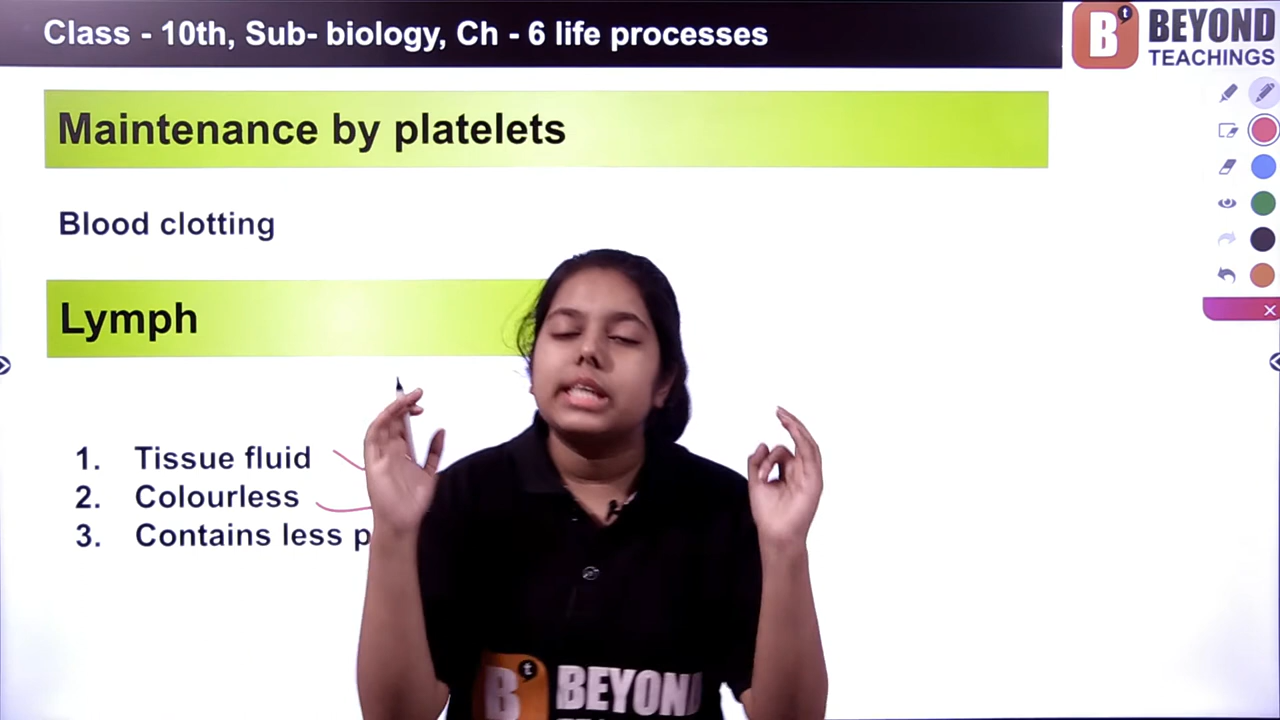 Class - 10th, Sub- biology, Ch - 6 life processes
B t BEYOND
TEACHINGS
Maintenance by platelets
Blood clotting
Lymph
1. Tissue fluid
2. Colourless
3. Contains less p
B t BEYOND